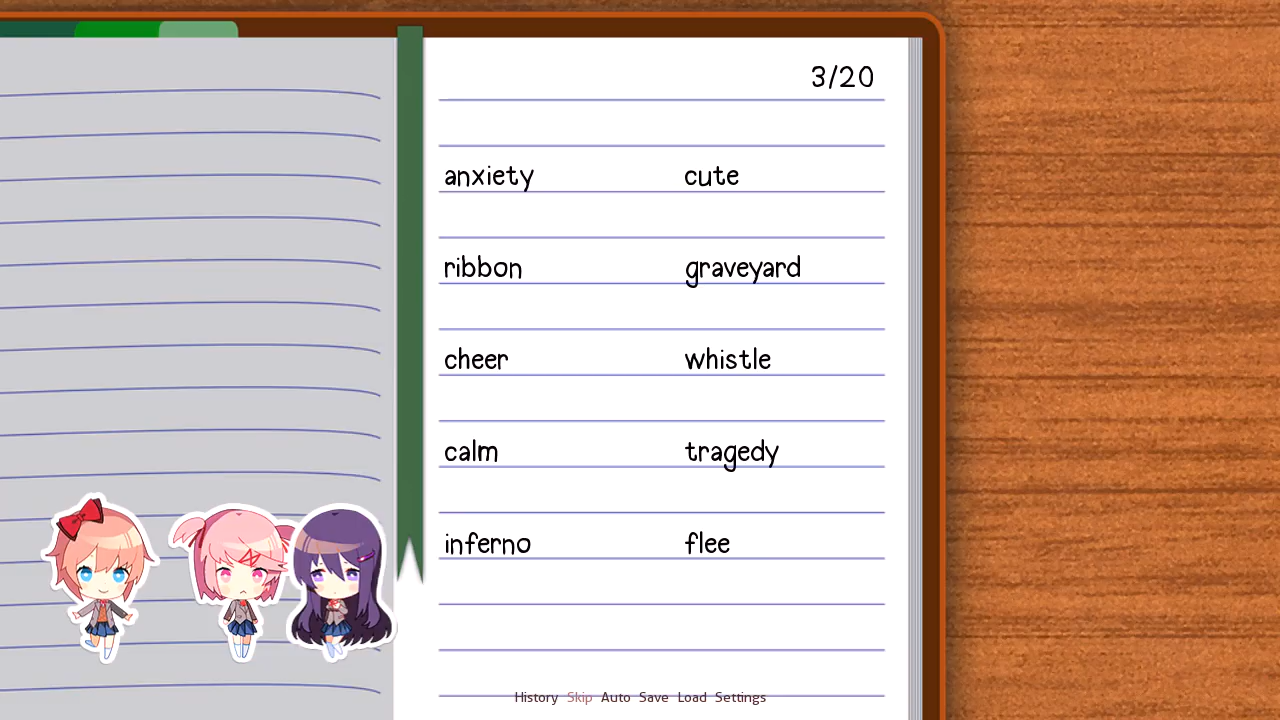 3/20
anxiety cute
ribbon graveyard
cheer whistle
calm tragedy
inferno flee
History Skip Auto Save Load Settings